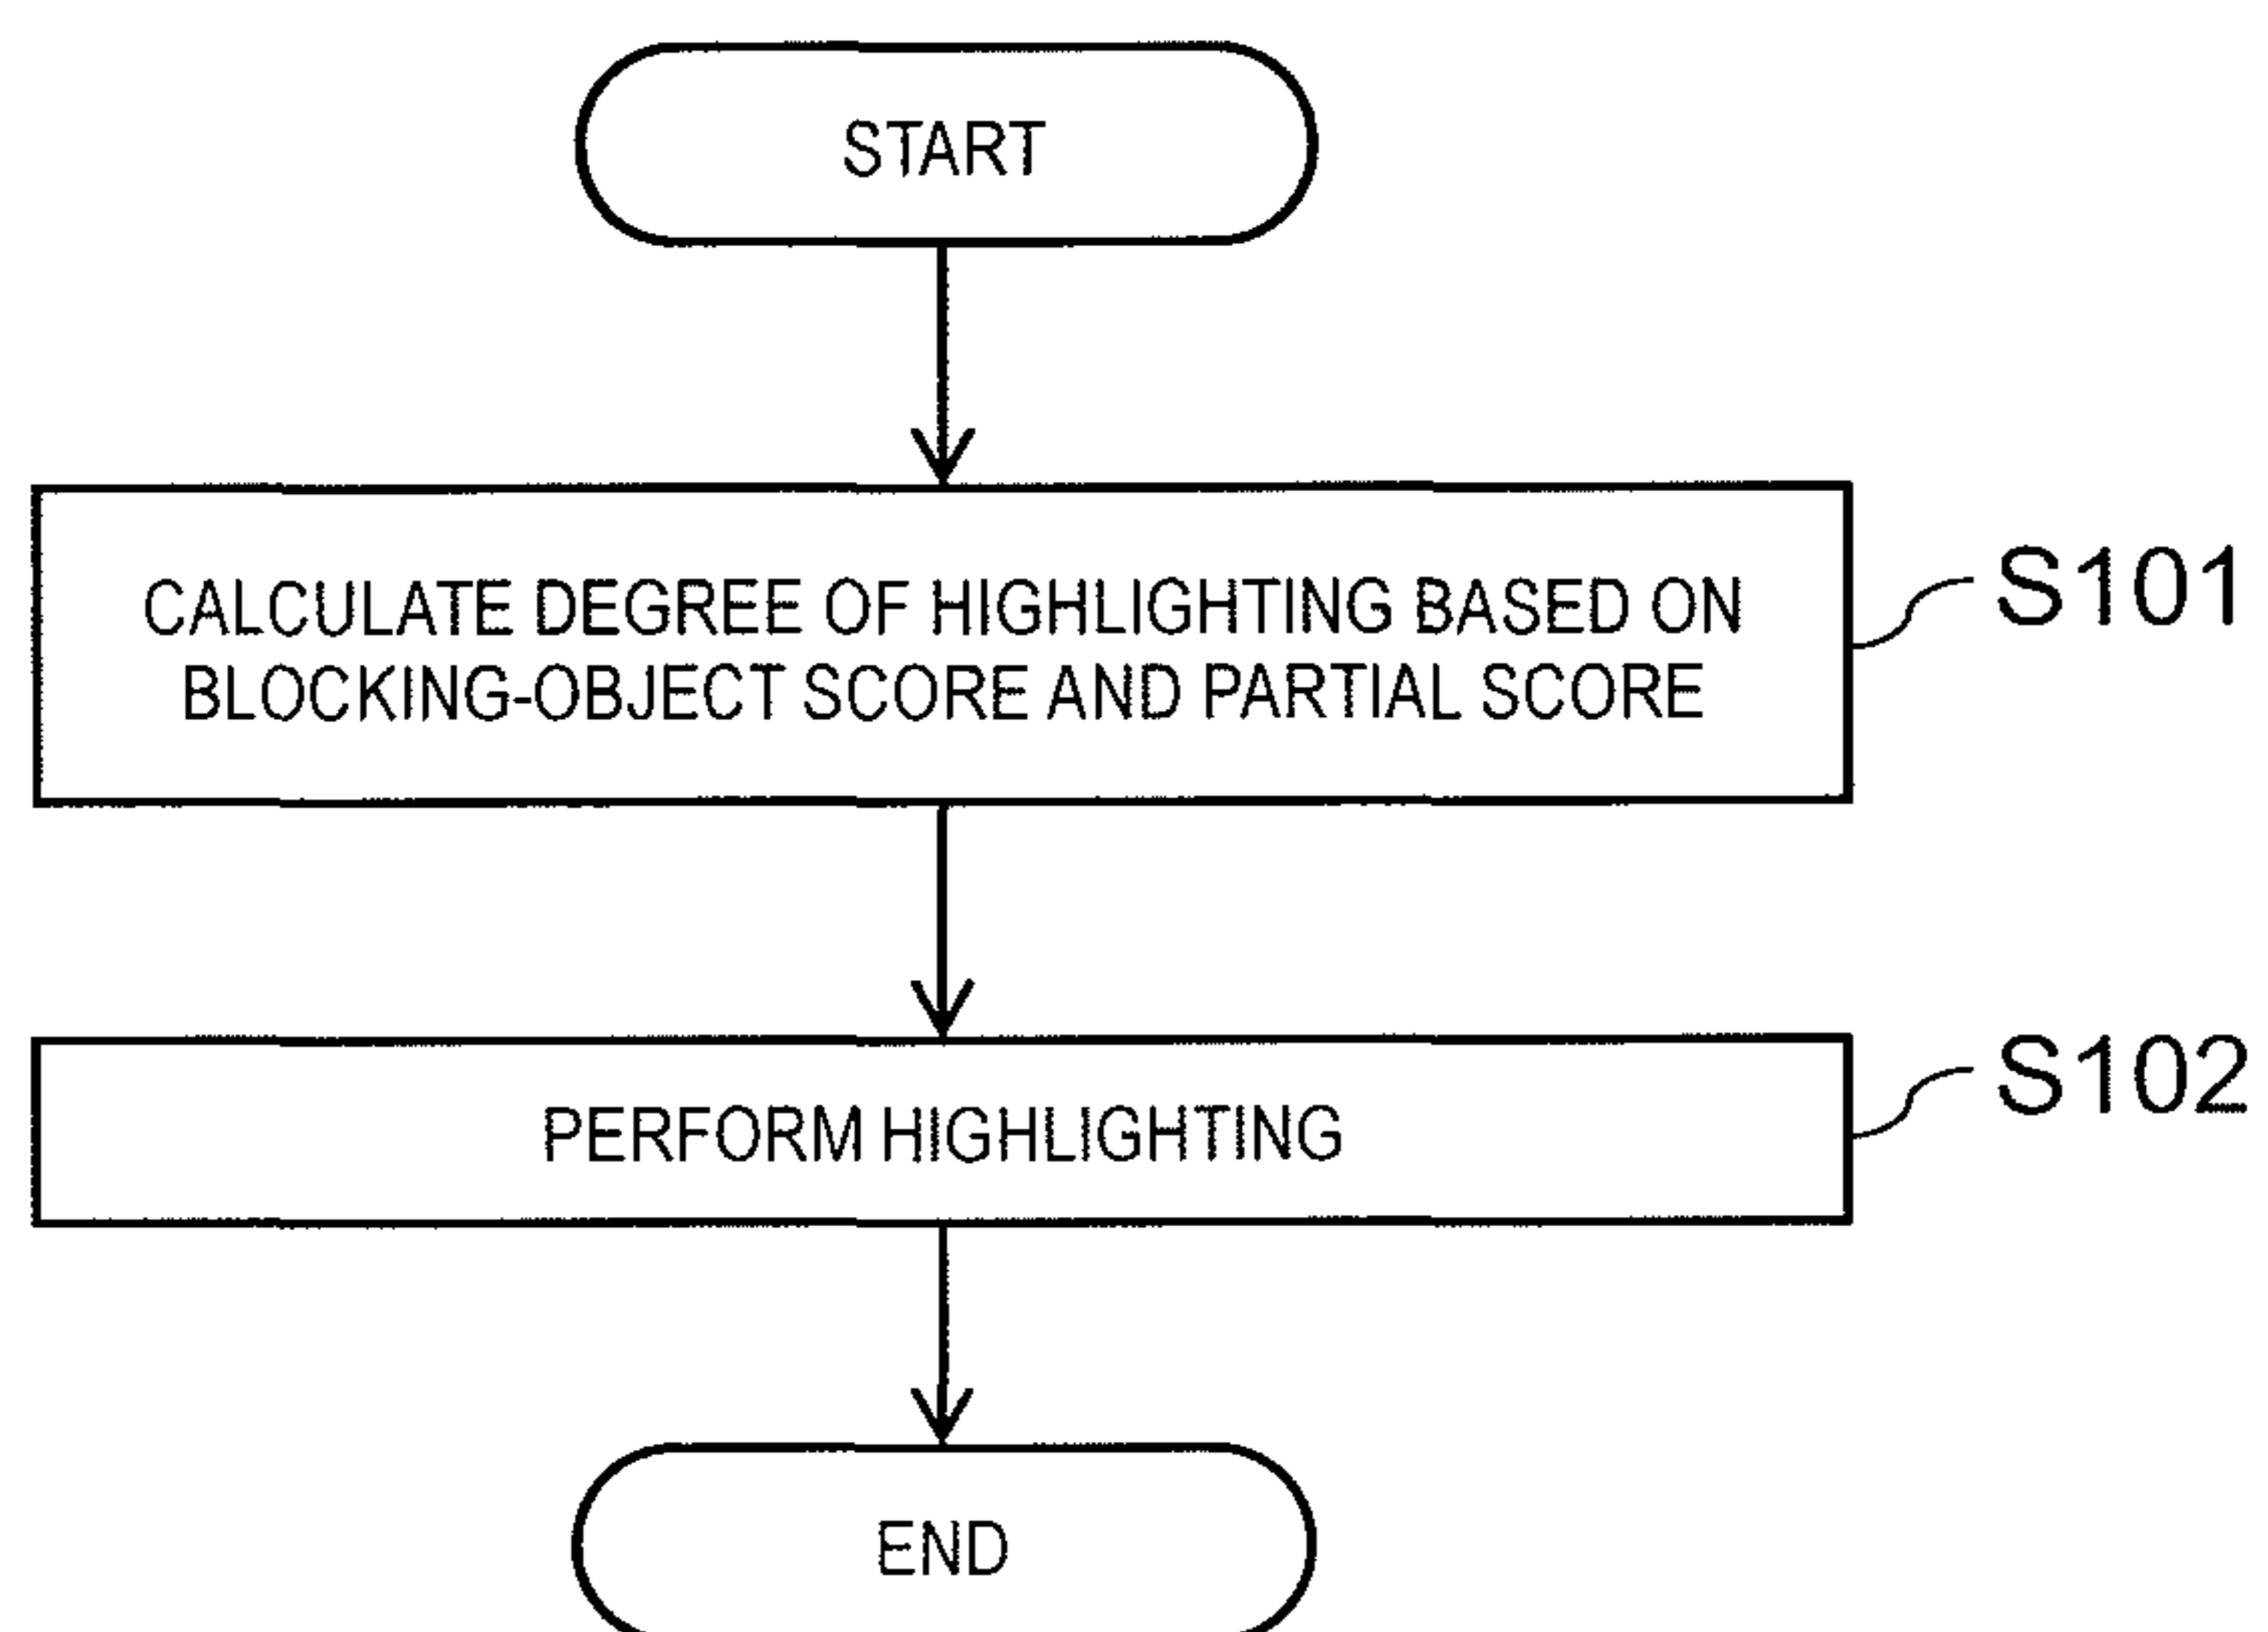 START
CALCULATE DEGREE OF HIGHLIGHTING BASED ON
BLOCKING-OBJECT SCORE AND PARTIAL SCORE
S101
PERFORM HIGHLIGHTING
S102
END